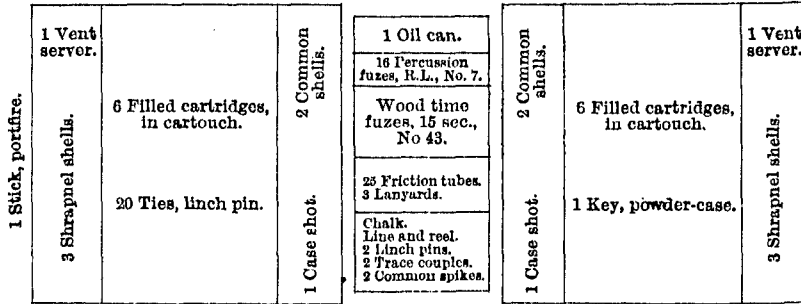 1 Stick, portfire.
1 Vent
server.
3 Shrapnel shells.
6 Filled cartridges,
in cartouch.
20 Ties, linch pin.
2 Common
shells.
1 Case shot.
1 Oil can.
16 Percussion
fuzes, R.L., No. 7.
Wood time
fuzes, 15 sec.,
No 43.
25 Friction tubes.
3 Lanyards.
Chalk.
Line and reel.
2 Linch pins.
2 Trace couples.
2 Common spikes.
2 Common
shells.
1 Case shot.
6 Filled cartridges,
in cartouch.
1 Key, powder-case.
1 Vent
server.
3 Shrapnel shells.